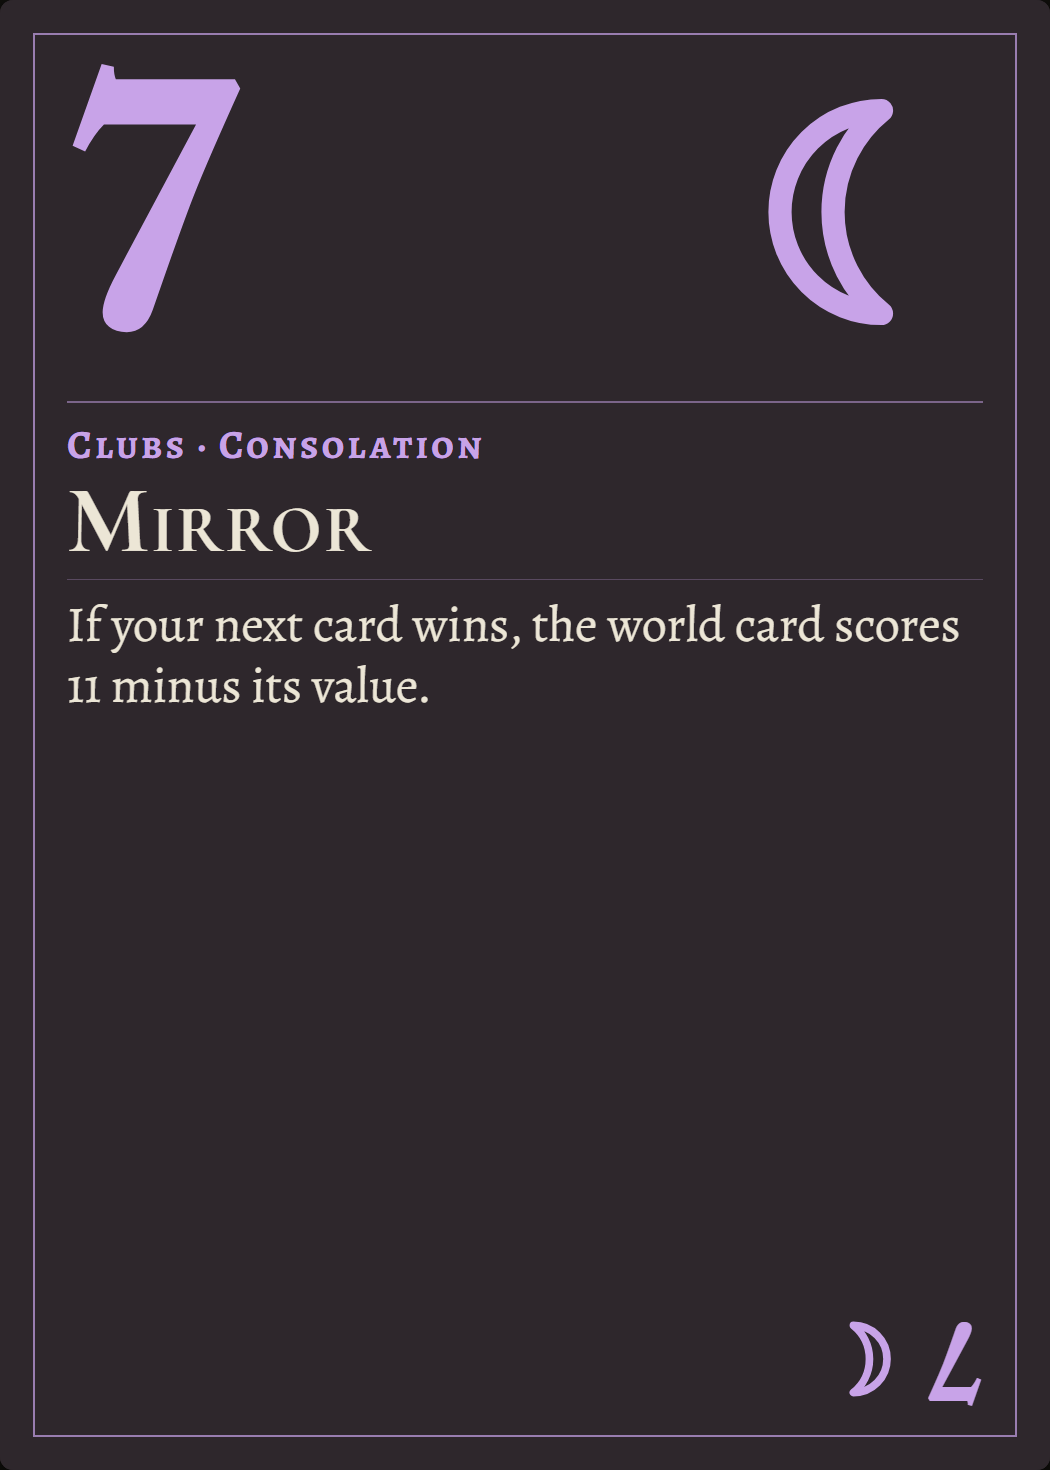 7
Clubs · Consolation
Mirror
If your next card wins, the world card scores
11 minus its value.
7